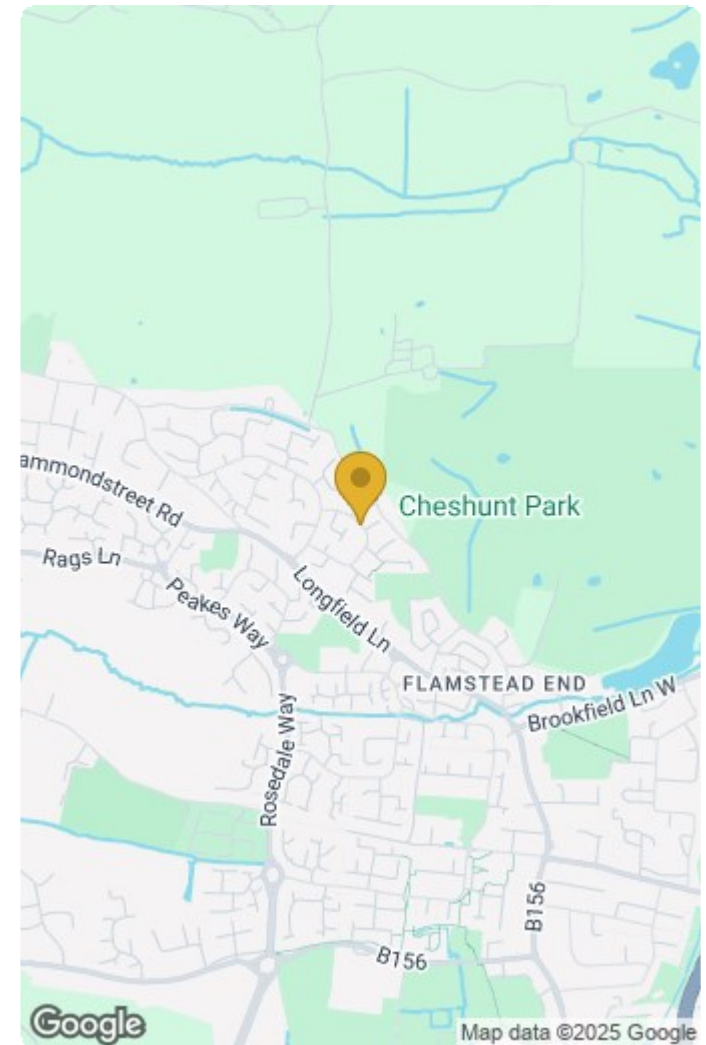 ammondstreet Rd
Cheshunt Park
Rags Ln
Peakes Way
Longfield Ln
FLAMSTEAD END
Brookfield Ln W
Rosedale Way
B156
B156
Google
Map data ©2025 Google